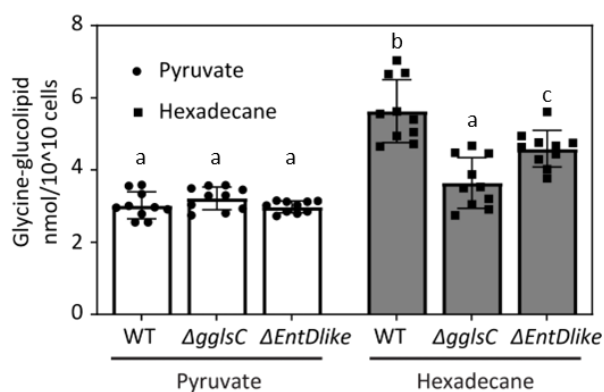 Glycine-glucolipid
nmol/10^10 cells
8
6
4
2
0
Pyruvate
Hexadecane
a a a b a c
WT ΔgglsC ΔEntDlike WT ΔgglsC ΔEntDlike
Pyruvate Hexadecane